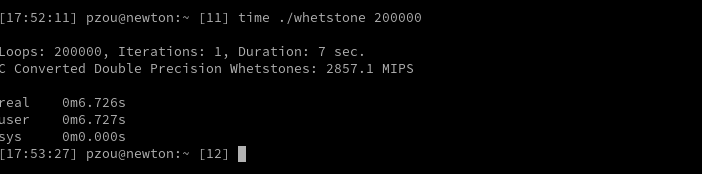 [17:52:11] pzou@newton:~ [11] time ./whetstone 200000
Loops: 200000, Iterations: 1, Duration: 7 sec.
C Converted Double Precision Whetstones: 2857.1 MIPS
real 0m6.726s
user 0m6.727s
sys 0m0.000s
[17:53:27] pzou@newton:~ [12]